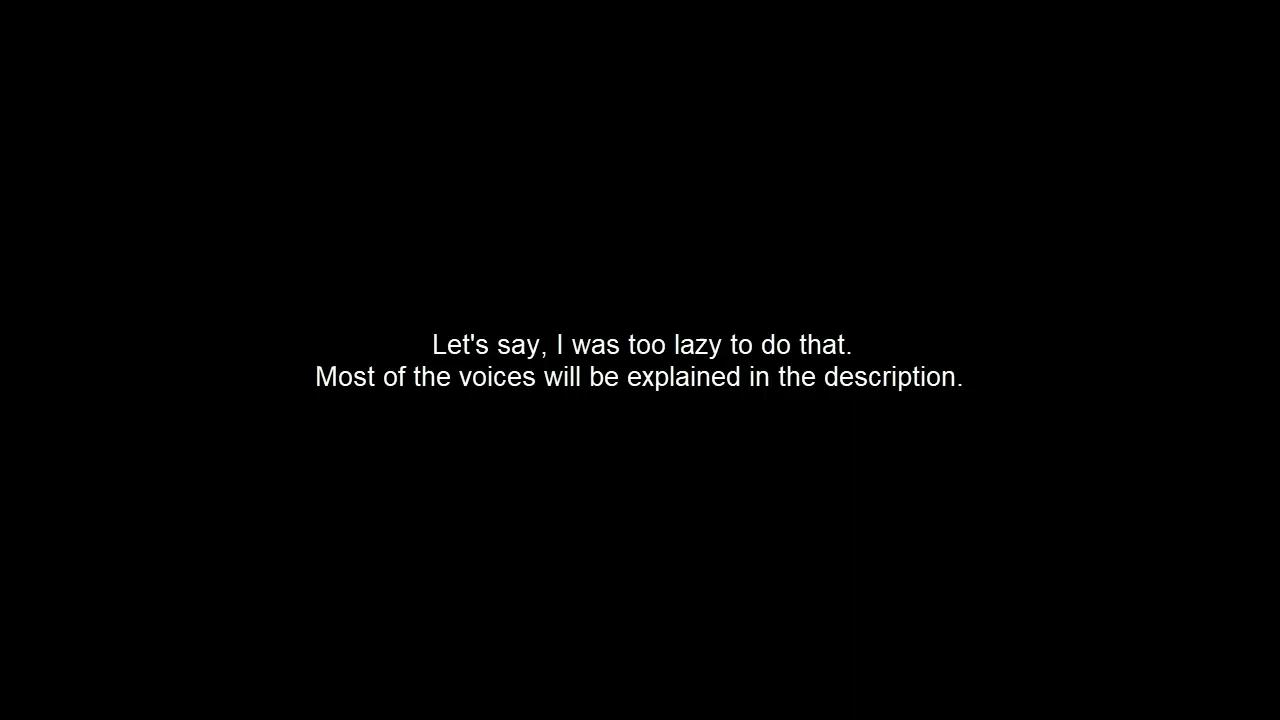 Let's say, I was too lazy to do that.
Most of the voices will be explained in the description.